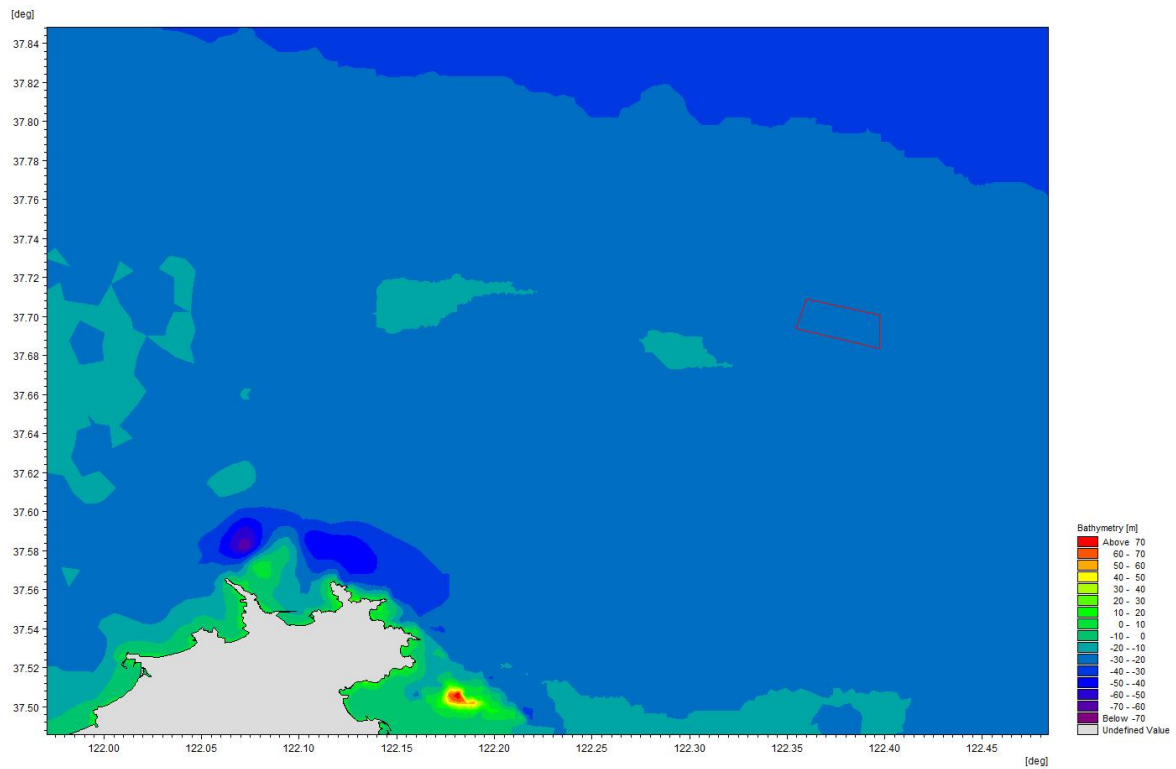 [deg]
37.84
37.82
37.80
37.78
37.76
37.74
37.72
37.70
37.68
37.66
37.64
37.62
37.60
37.58
37.56
37.54
37.52
37.50
122.00 122.05 122.10 122.15 122.20 122.25 122.30 122.35 122.40 122.45
[deg]
Bathymetry [m]
Above 70
60 - 70
50 - 60
40 - 50
30 - 40
20 - 30
10 - 20
0 - 10
-10 - 0
-20 - -10
-30 - -20
-40 - -30
-50 - -40
-60 - -50
-70 - -60
Below -70
Undefined Value